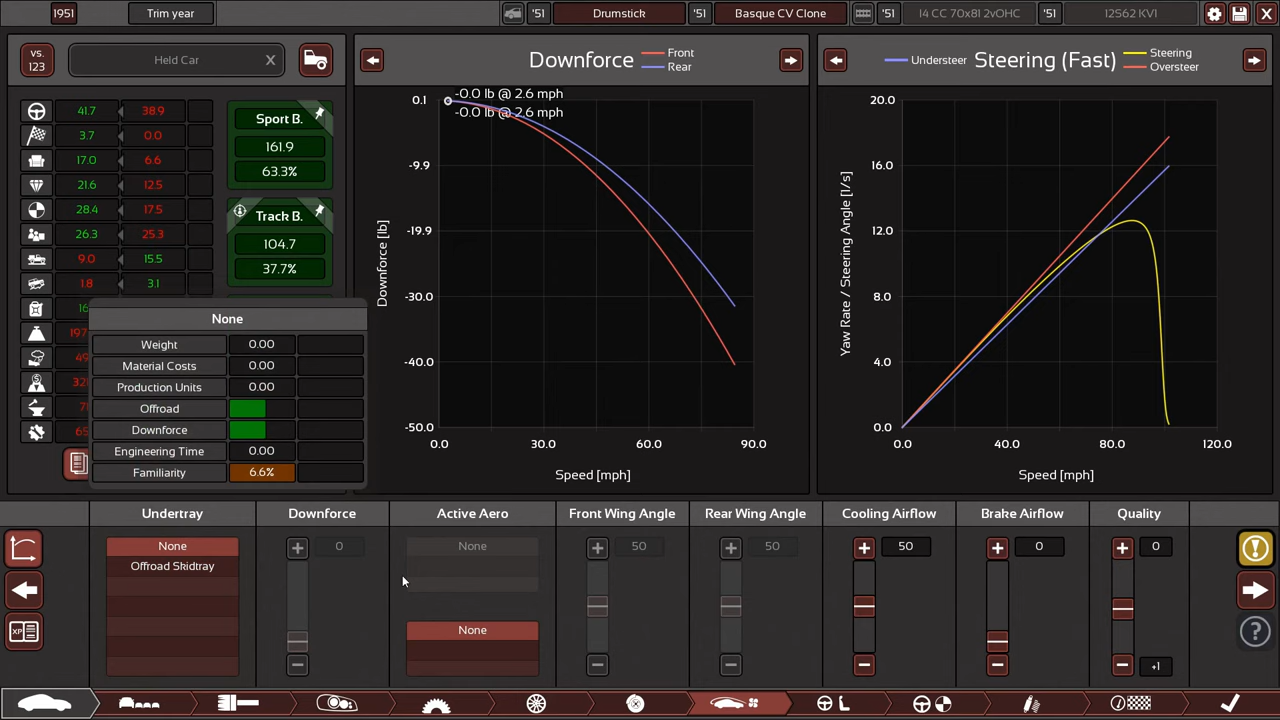 1951
Trim year
'51
Drumstick
'51
Basque CV Clone
'51
I4 CC 70x81 2vOHC
'51
12S62 KV1
vs.
123
Held Car
X
Downforce
Front
Rear
Understeer
Steering (Fast)
Steering
Oversteer
41.7 38.9
3.7 0.0
17.0 6.6
21.6 12.5
28.4 17.5
26.3 25.3
9.0 15.5
1.8 3.1
16
197
49
32
7
65
Sport B.
161.9
63.3%
Track B.
104.7
37.7%
None
Weight 0.00
Material Costs 0.00
Production Units 0.00
Offroad
Downforce
Engineering Time 0.00
Familiarity 6.6%
-0.0 lb @ 2.6 mph
-0.0 lb @ 2.6 mph
0.1
-9.9
-19.9
-30.0
-40.0
-50.0
Downforce [lb]
0.0 30.0 60.0 90.0
Speed [mph]
20.0
16.0
12.0
8.0
4.0
0.0
Yaw Rate / Steering Angle [1/s]
0.0 40.0 80.0 120.0
Speed [mph]
Undertray
None
Offroad Skidtray
Downforce
0
Active Aero
None
None
Front Wing Angle
50
Rear Wing Angle
50
Cooling Airflow
50
Brake Airflow
0
Quality
0
+1
XP